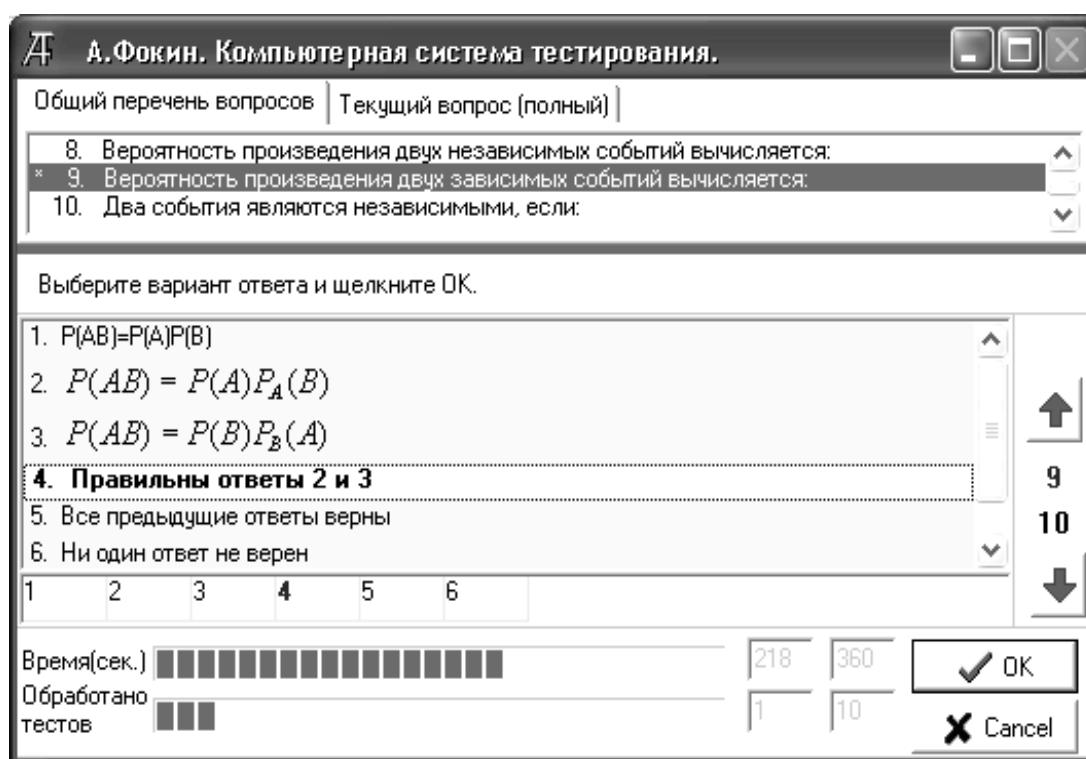 А.Фокин. Компьютерная система тестирования.
Общий перечень вопросов Текущий вопрос (полный)
8. Вероятность произведения двух независимых событий вычисляется:
* 9. Вероятность произведения двух зависимых событий вычисляется:
10. Два события являются независимыми, если:
Выберите вариант ответа и щелкните OK.
1. P(AB)=P(A)P(B)
2. P(AB) = P(A)P_A(B)
3. P(AB) = P(B)P_B(A)
4. Правильны ответы 2 и 3
5. Все предыдущие ответы верны
6. Ни один ответ не верен
9
10
1 2 3 4 5 6
Время(сек.) 218 360 OK
Обработано
тестов 1 10 Cancel